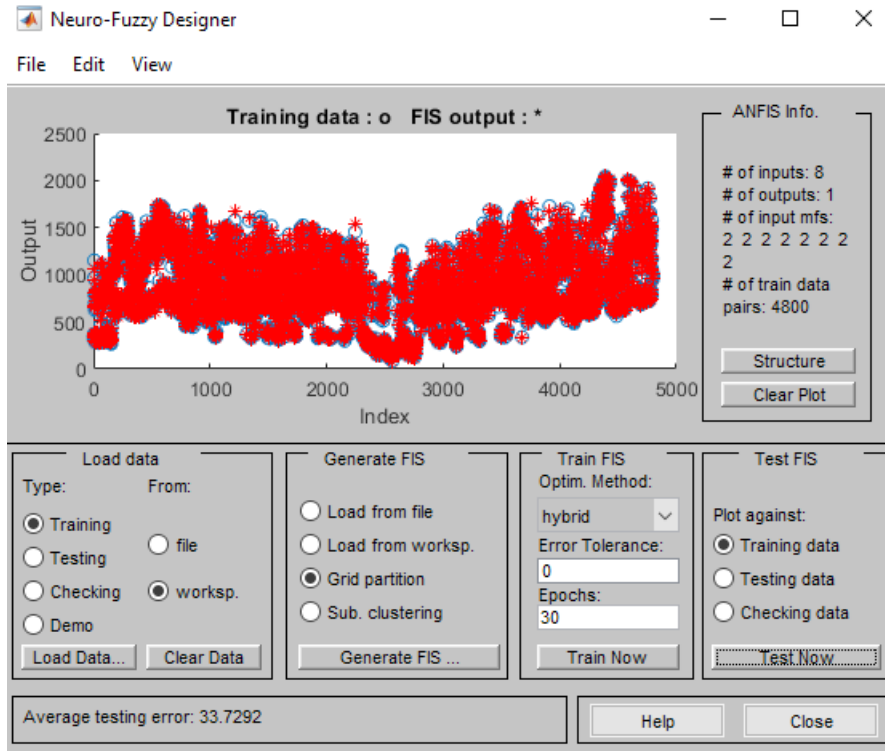 Neuro-Fuzzy Designer
File Edit View
Training data : o FIS output : *
2500
2000
1500
1000
500
0
Output
0 1000 2000 3000 4000 5000
Index
ANFIS Info.
# of inputs: 8
# of outputs: 1
# of input mfs:
2 2 2 2 2 2 2
2
# of train data
pairs: 4800
Structure
Clear Plot
Load data
Type: From:
Training
Testing
Checking
Demo
file
worksp.
Load Data... Clear Data
Generate FIS
Load from file
Load from worksp.
Grid partition
Sub. clustering
Generate FIS ...
Train FIS
Optim. Method:
hybrid
Error Tolerance:
0
Epochs:
30
Train Now
Test FIS
Plot against:
Training data
Testing data
Checking data
Test Now
Average testing error: 33.7292
Help Close